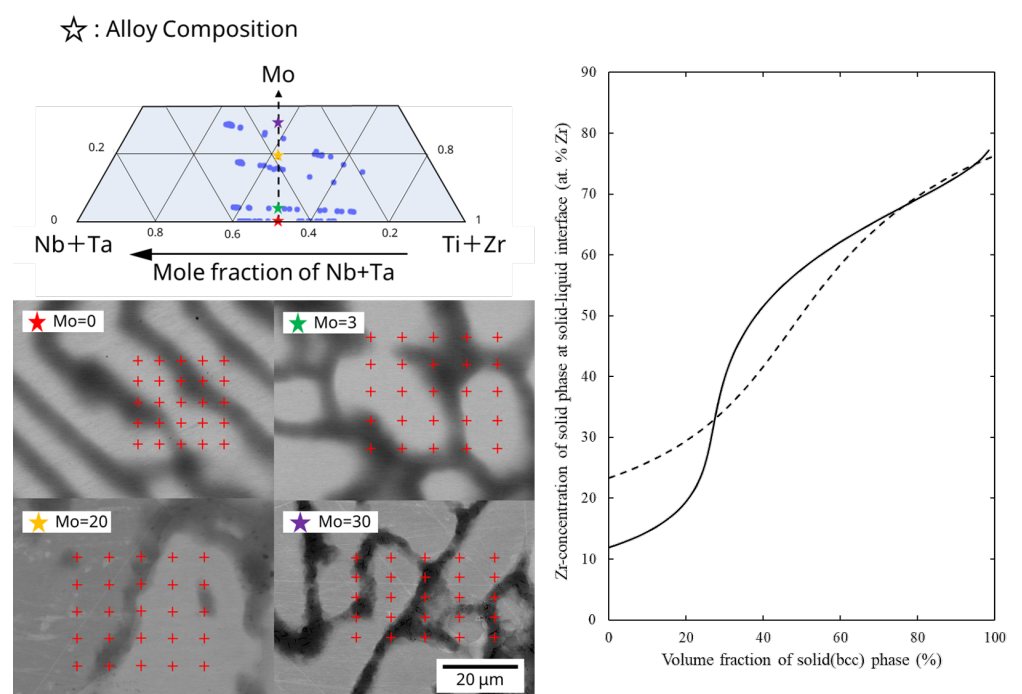 ☆ : Alloy Composition
Mo
0.2
0.8
0
1
0.8
0.6
0.4
0.2
Nb+Ta
Ti+Zr
Mole fraction of Nb+Ta
Mo=0
Mo=3
Mo=20
Mo=30
20 μm
90
80
70
60
50
40
30
20
10
0
Zr-concentration of solid phase at solid-liquid interface (at. % Zr)
0
20
40
60
80
100
Volume fraction of solid(bcc) phase (%)